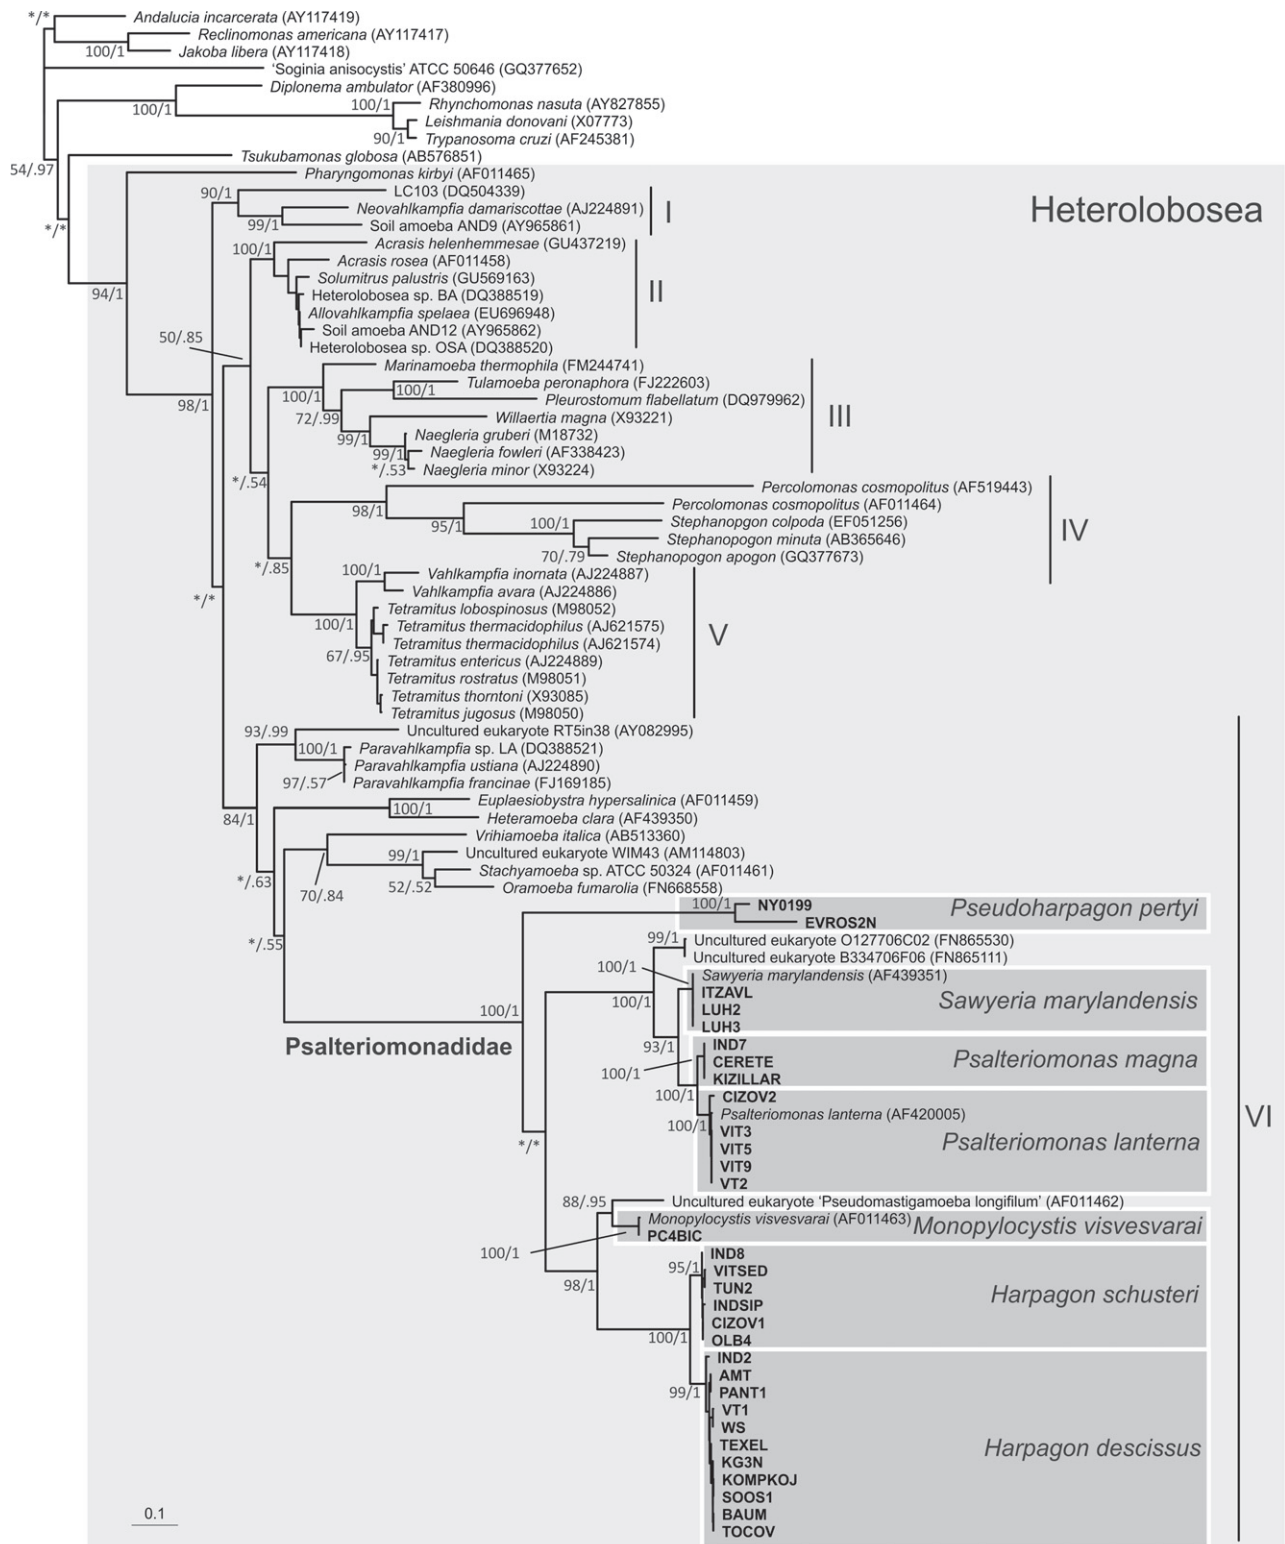 */*
Andalucia incarcerata (AY117419)
Reclinomonas americana (AY117417)
100/1
Jakoba libera (AY117418)
‘Soginia anisocystis’ ATCC 50646 (GQ377652)
Diplonema ambulator (AF380996)
100/1
100/1
Rhynchomonas nasuta (AY827855)
Leishmania donovani (X07773)
90/1
Trypanosoma cruzi (AF245381)
54/.97
Tsukubamonas globosa (AB576851)
*/*
Pharyngomonas kirbyi (AF011465)
Heterolobosea
94/1
90/1
LC103 (DQ504339)
Neovahlkampfia damariscottae (AJ224891)
99/1
Soil amoeba AND9 (AY965861)
I
100/1
Acrasis helenhemmesae (GU437219)
Acrasis rosea (AF011458)
Solumitrus palustris (GU569163)
Heterolobosea sp. BA (DQ388519)
II
Allovahlkampfia spelaea (EU696948)
Soil amoeba AND12 (AY965862)
Heterolobosea sp. OSA (DQ388520)
50/.85
98/1
Marinamoeba thermophila (FM244741)
100/1
Tulamoeba peronaphora (FJ222603)
100/1
Pleurostomum flabellatum (DQ979962)
72/.99
Willaertia magna (X93221)
III
99/1
Naegleria gruberi (M18732)
99/1
Naegleria fowleri (AF338423)
*/.53
Naegleria minor (X93224)
*/.54
Percolomonas cosmopolitus (AF519443)
98/1
Percolomonas cosmopolitus (AF011464)
95/1
100/1
Stephanopgon colpoda (EF051256)
IV
Stephanopogon minuta (AB365646)
70/.79
Stephanopogon apogon (GQ377673)
*/.85
100/1
Vahlkampfia inornata (AJ224887)
Vahlkampfia avara (AJ224886)
*/*
100/1
Tetramitus lobospinosus (M98052)
Tetramitus thermacidophilus (AJ621575)
Tetramitus thermacidophilus (AJ621574)
V
67/.95
Tetramitus entericus (AJ224889)
Tetramitus rostratus (M98051)
Tetramitus thorntoni (X93085)
Tetramitus jugosus (M98050)
93/.99
Uncultured eukaryote RT5in38 (AY082995)
100/1
Paravahlkampfia sp. LA (DQ388521)
Paravahlkampfia ustiana (AJ224890)
97/.57
Paravahlkampfia francinae (FJ169185)
84/1
Euplaesiobystra hypersalinica (AF011459)
100/1
Heteramoeba clara (AF439350)
Vrihiamoeba italica (AB513360)
99/1
Uncultured eukaryote WIM43 (AM114803)
Stachyamoeba sp. ATCC 50324 (AF011461)
*/.63
70/.84
52/.52
Oramoeba fumarolia (FN668558)
*/.55
100/1
NY0199
EVROS2N
Pseudoharpagon pertyi
99/1
Uncultured eukaryote O127706C02 (FN865530)
Uncultured eukaryote B334706F06 (FN865111)
100/1
Sawyeria marylandensis (AF439351)
ITZAVL
Sawyeria marylandensis
100/1
100/1
LUH2
LUH3
Psalteriomonadidae
93/1
IND7
CERETE
Psalteriomonas magna
100/1
KIZILLAR
100/1
CIZOV2
Psalteriomonas lanterna (AF420005)
100/1
VIT3
VI
*/*
VIT5
Psalteriomonas lanterna
VIT9
VT2
88/.95
Uncultured eukaryote ‘Pseudomastigamoeba longifilum’ (AF011462)
Monopylocystis visvesvarai (AF011463)
Monopylocystis visvesvarai
PC4BIC
100/1
98/1
IND8
95/1
VITSED
TUN2
Harpagon schusteri
INDSIP
CIZOV1
100/1
OLB4
IND2
AMT
99/1
PANT1
VT1
WS
TEXEL
Harpagon descissus
KG3N
KOMPKOJ
SOOS1
BAUM
TOCOV
0.1